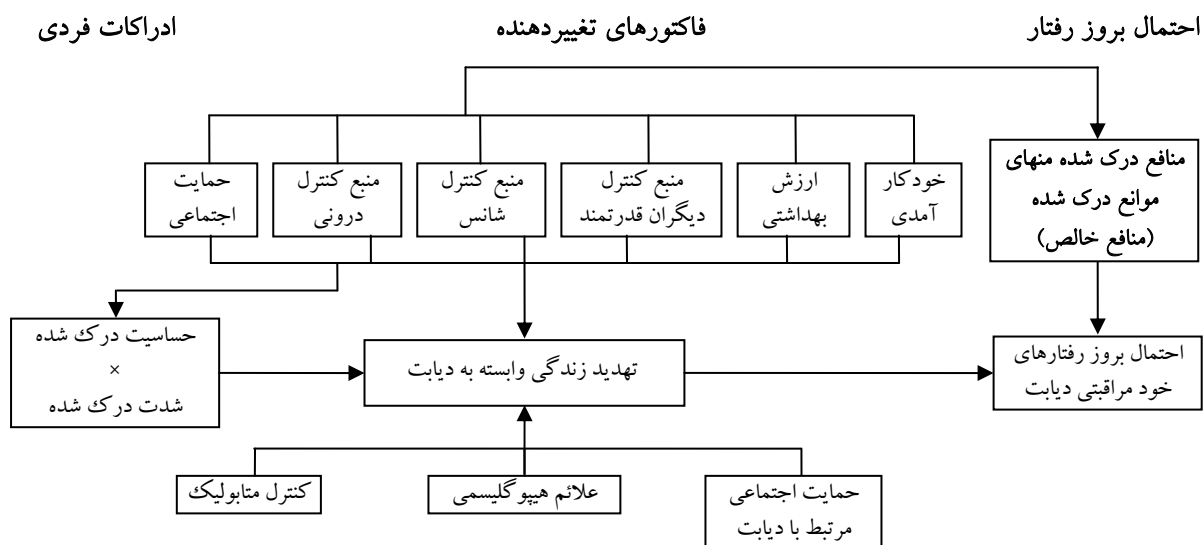 احتمال بروز رفتار
فاکتورهای تغییردهنده
ادراکات فردی
خودکار
آمدی
ارزش
بهداشتی
منبع کنترل
دیگران قدرتمند
منبع کنترل
شانس
منبع کنترل
درونی
حمایت
اجتماعی
منافع درک شده منهای
موانع درک شده
(منافع خالص)
حساسیت درک شده
×
شدت درک شده
تهدید زندگی وابسته به دیابت
احتمال بروز رفتارهای
خود مراقبتی دیابت
حمایت اجتماعی
مرتبط با دیابت
علائم هیپوگلیسمی
کنترل متابولیک